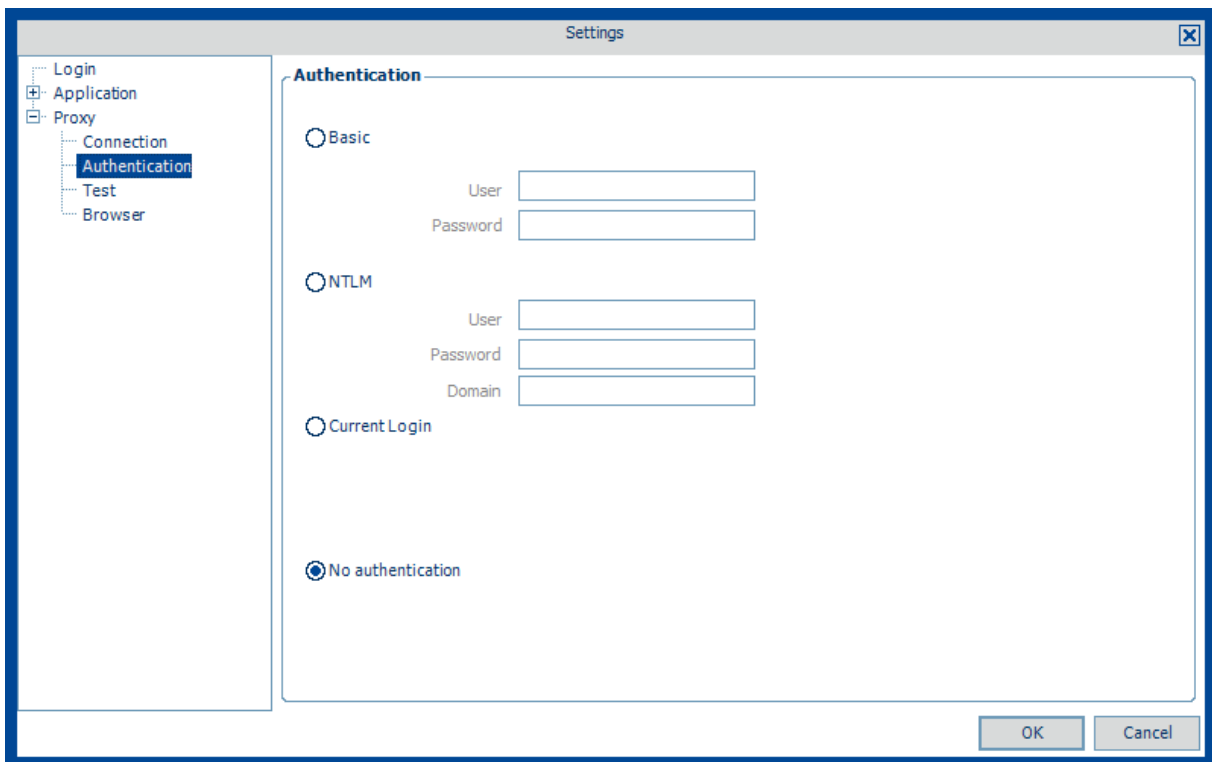 Settings
Login
Application
Proxy
Connection
Authentication
Test
Browser
Authentication
Basic
User
Password
NTLM
User
Password
Domain
Current Login
No authentication
OK
Cancel